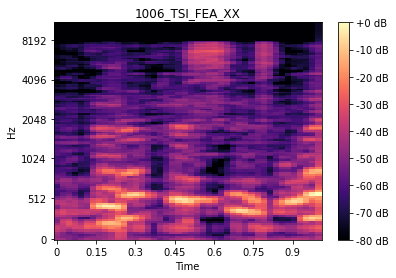 1006_TSI_FEA_XX
Hz
8192
4096
2048
1024
512
0
0
0.15
0.3
0.45
0.6
0.75
0.9
Time
+0 dB
-10 dB
-20 dB
-30 dB
-40 dB
-50 dB
-60 dB
-70 dB
-80 dB